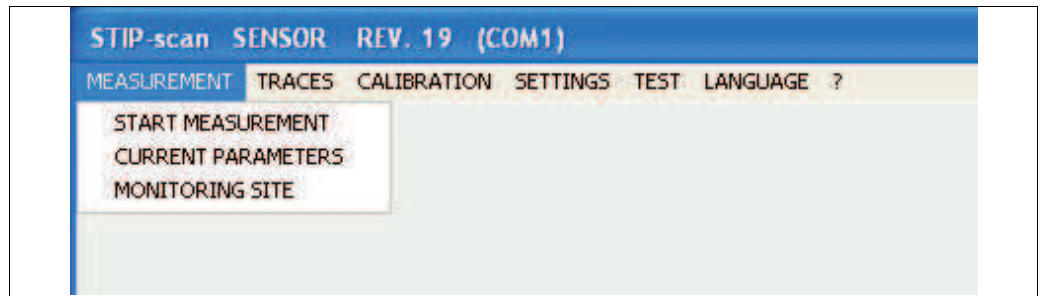 STIP-scan SENSOR REV. 19 (COM1)
MEASUREMENT TRACES CALIBRATION SETTINGS TEST LANGUAGE ?
START MEASUREMENT
CURRENT PARAMETERS
MONITORING SITE